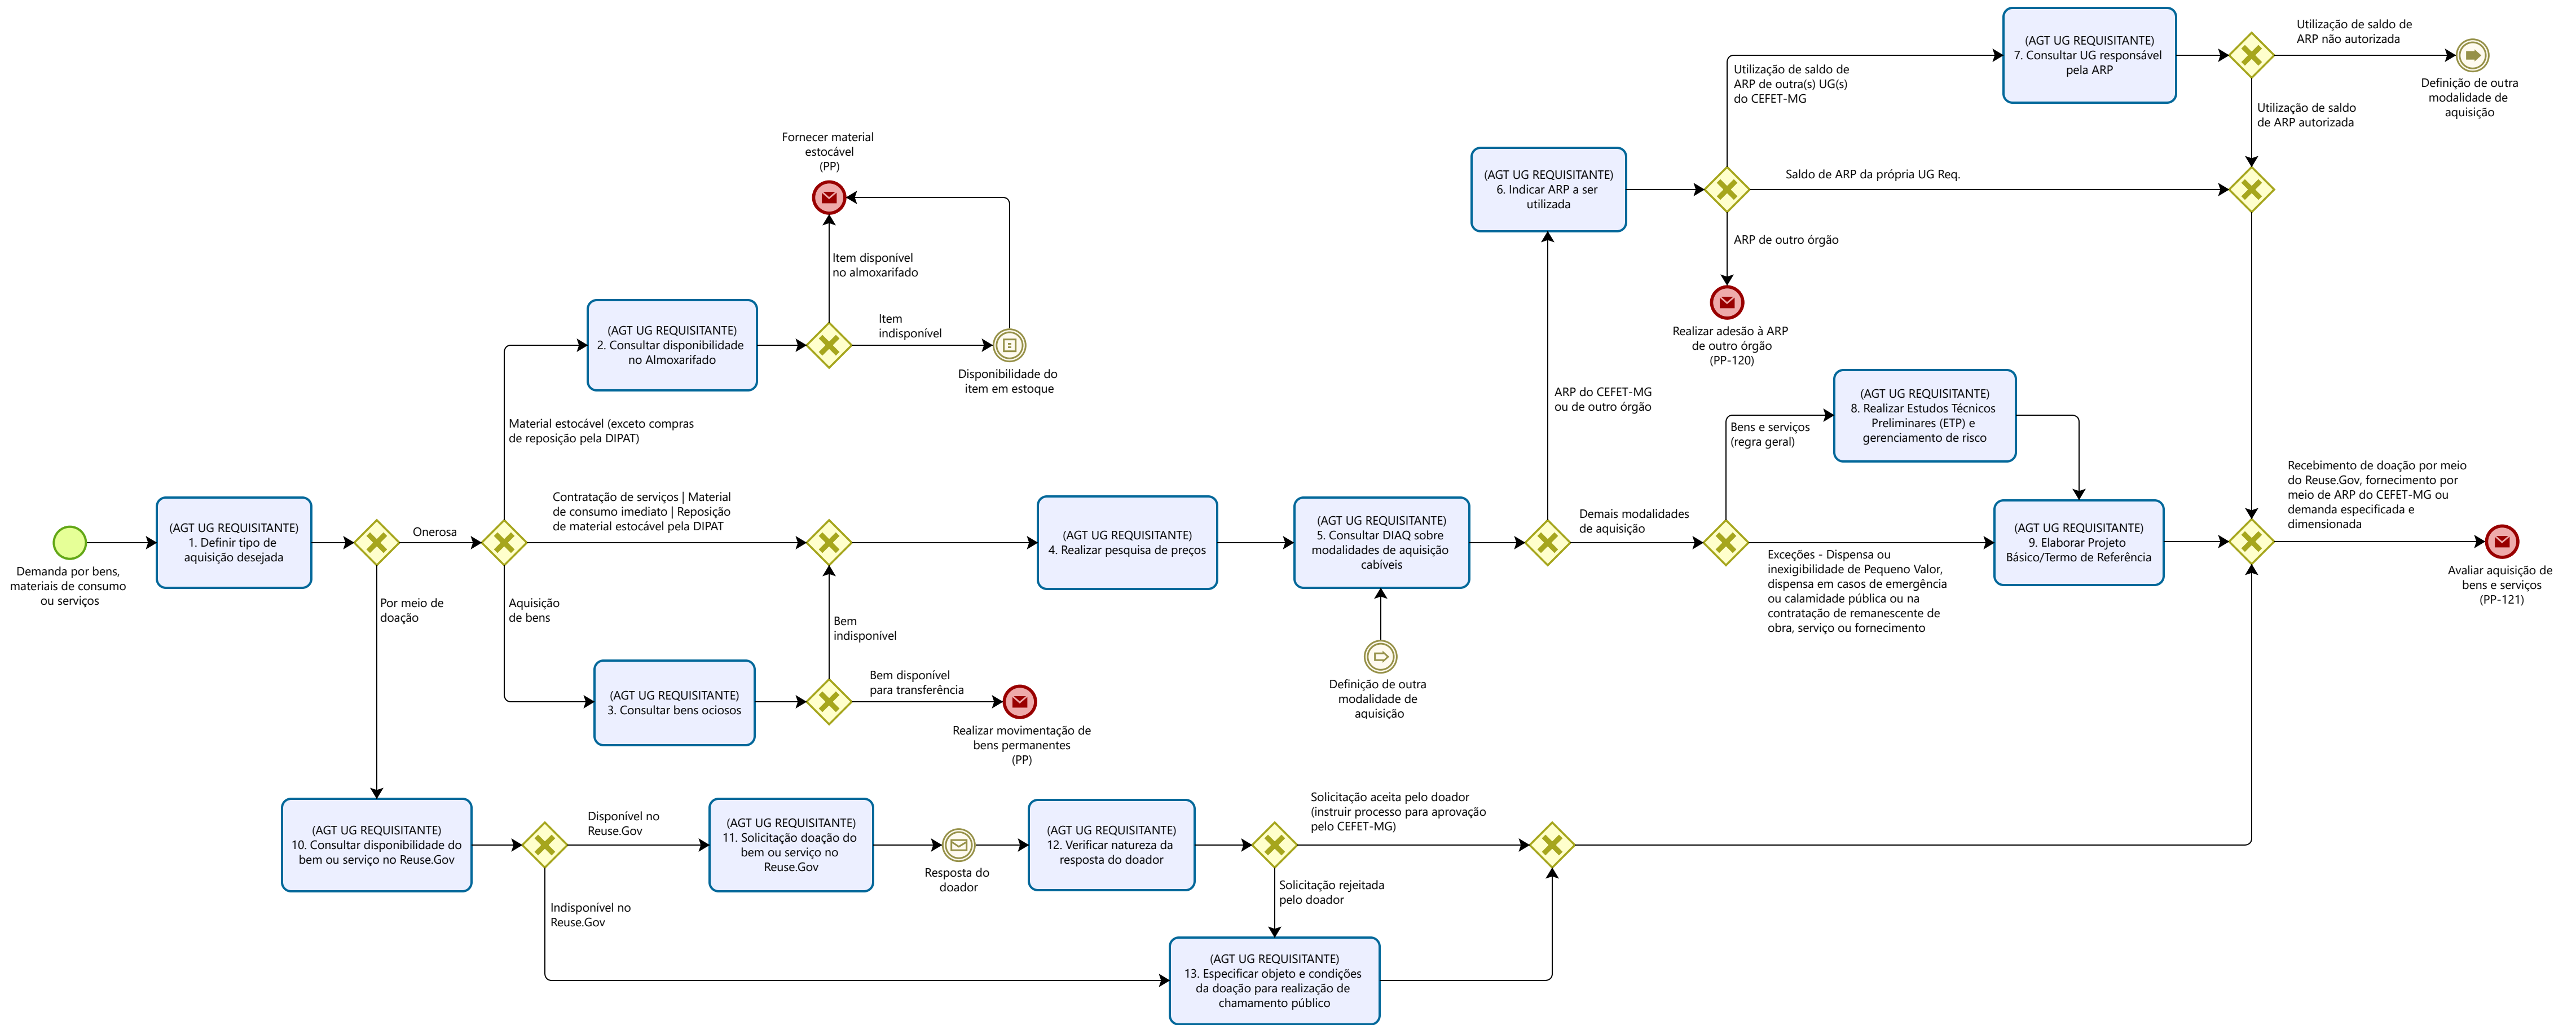 Demanda por bens,
materiais de consumo
ou serviços
(AGT UG REQUISITANTE)
1. Definir tipo de
aquisição desejada
Onerosa
Por meio de
doação
Material estocável (exceto compras
de reposição pela DIPAT)
Contratação de serviços | Material
de consumo imediato | Reposição
de material estocável pela DIPAT
Aquisição
de bens
(AGT UG REQUISITANTE)
2. Consultar disponibilidade
no Almoxarifado
Fornecer material
estocável
(PP)
Item disponível
no almoxarifado
Item
indisponível
Disponibilidade do
item em estoque
(AGT UG REQUISITANTE)
3. Consultar bens ociosos
Bem
indisponível
Bem disponível
para transferência
Realizar movimentação de
bens permanentes
(PP)
(AGT UG REQUISITANTE)
4. Realizar pesquisa de preços
(AGT UG REQUISITANTE)
5. Consultar DIAQ sobre
modalidades de aquisição
cabíveis
Definição de outra
modalidade de
aquisição
ARP do CEFET-MG
ou de outro órgão
Demais modalidades
de aquisição
(AGT UG REQUISITANTE)
6. Indicar ARP a ser
utilizada
Utilização de saldo de
ARP de outra(s) UG(s)
do CEFET-MG
Saldo de ARP da própria UG Req.
ARP de outro órgão
Realizar adesão à ARP
de outro órgão
(PP-120)
(AGT UG REQUISITANTE)
7. Consultar UG responsável
pela ARP
Utilização de saldo de
ARP não autorizada
Definição de outra
modalidade de
aquisição
Utilização de saldo
de ARP autorizada
Bens e serviços
(regra geral)
(AGT UG REQUISITANTE)
8. Realizar Estudos Técnicos
Preliminares (ETP) e
gerenciamento de risco
Exceções - Dispensa ou
inexigibilidade de Pequeno Valor,
dispensa em casos de emergência
ou calamidade pública ou na
contratação de remanescente de
obra, serviço ou fornecimento
(AGT UG REQUISITANTE)
9. Elaborar Projeto
Básico/Termo de Referência
Recebimento de doação por meio
do Reuse.Gov, fornecimento por
meio de ARP do CEFET-MG ou
demanda especificada e
dimensionada
Avaliar aquisição de
bens e serviços
(PP-121)
(AGT UG REQUISITANTE)
10. Consultar disponibilidade do
bem ou serviço no Reuse.Gov
Disponível no
Reuse.Gov
Indisponível no
Reuse.Gov
(AGT UG REQUISITANTE)
11. Solicitação doação do
bem ou serviço no
Reuse.Gov
Resposta do
doador
(AGT UG REQUISITANTE)
12. Verificar natureza da
resposta do doador
Solicitação aceita pelo doador
(instruir processo para aprovação
pelo CEFET-MG)
Solicitação rejeitada
pelo doador
(AGT UG REQUISITANTE)
13. Especificar objeto e condições
da doação para realização de
chamamento público